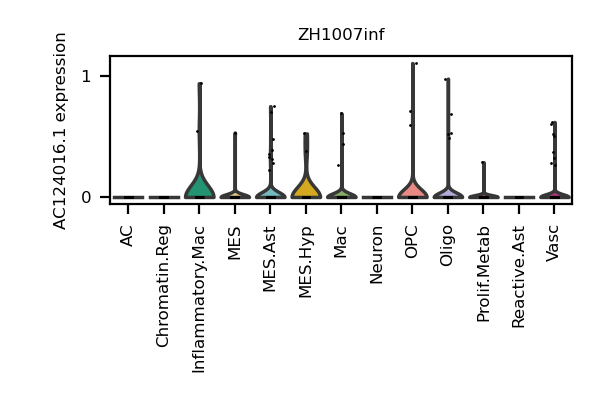 ZH1007inf
AC124016.1 expression
1
0
AC
Chromatin.Reg
Inflammatory.Mac
MES
MES.Ast
MES.Hyp
Mac
Neuron
OPC
Oligo
Prolif.Metab
Reactive.Ast
Vasc